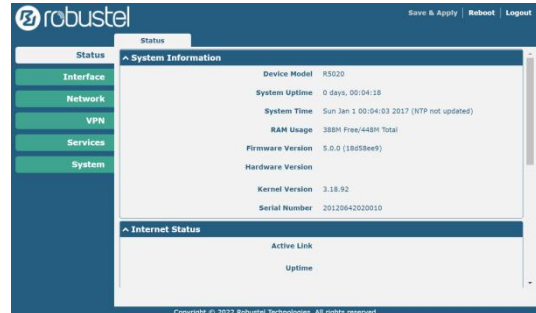 robustel
Save & Apply | Reboot | Logout
Status
Status
Interface
Network
VPN
Services
System
^ System Information
Device Model R5020
System Uptime 0 days, 00:04:18
System Time Sun Jan 1 00:04:03 2017 (NTP not updated)
RAM Usage 388M Free/448M Total
Firmware Version 5.0.0 (18d58ee9)
Hardware Version
Kernel Version 3.18.92
Serial Number 20120642020010
^ Internet Status
Active Link
Uptime
Copyright © 2022 Robustel Technologies. All rights reserved.